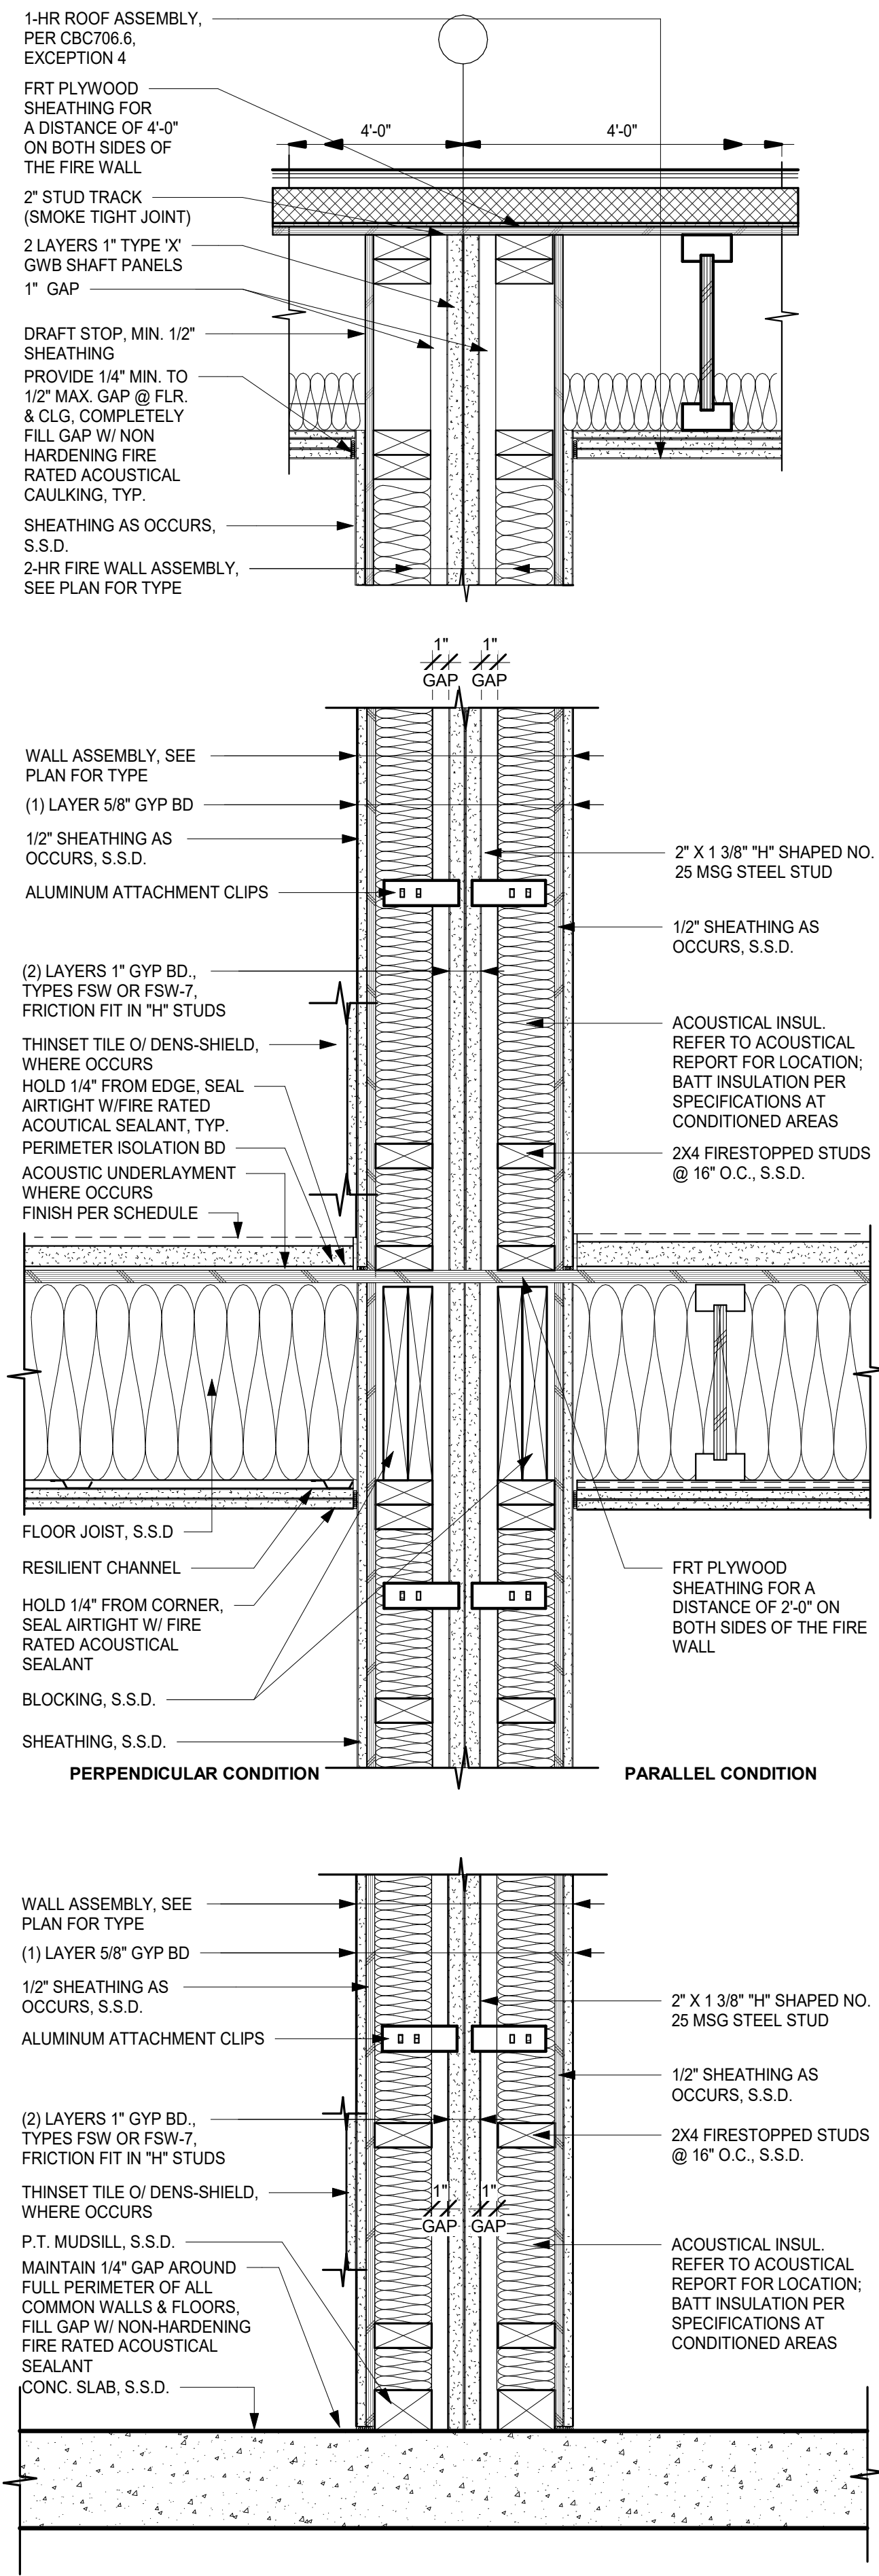 1-HR ROOF ASSEMBLY,
PER CBC706.6,
EXCEPTION 4
FRT PLYWOOD
SHEATHING FOR
A DISTANCE OF 4'-0"
ON BOTH SIDES OF
THE FIRE WALL
4'-0"
4'-0"
2" STUD TRACK
(SMOKE TIGHT JOINT)
2 LAYERS 1" TYPE 'X'
GWB SHAFT PANELS
1" GAP
DRAFT STOP, MIN. 1/2"
SHEATHING
PROVIDE 1/4" MIN. TO
1/2" MAX. GAP @ FLR.
& CLG, COMPLETELY
FILL GAP W/ NON
HARDENING FIRE
RATED ACOUSTICAL
CAULKING, TYP.
SHEATHING AS OCCURS,
S.S.D.
2-HR FIRE WALL ASSEMBLY,
SEE PLAN FOR TYPE
1"
GAP
1"
GAP
WALL ASSEMBLY, SEE
PLAN FOR TYPE
(1) LAYER 5/8" GYP BD
1/2" SHEATHING AS
OCCURS, S.S.D.
ALUMINUM ATTACHMENT CLIPS
(2) LAYERS 1" GYP BD.,
TYPES FSW OR FSW-7,
FRICTION FIT IN "H" STUDS
THINSET TILE O/ DENS-SHIELD,
WHERE OCCURS
HOLD 1/4" FROM EDGE, SEAL
AIRTIGHT W/FIRE RATED
ACOUTICAL SEALANT, TYP.
PERIMETER ISOLATION BD
ACOUSTIC UNDERLAYMENT
WHERE OCCURS
FINISH PER SCHEDULE
2" X 1 3/8" "H" SHAPED NO.
25 MSG STEEL STUD
1/2" SHEATHING AS
OCCURS, S.S.D.
ACOUSTICAL INSUL.
REFER TO ACOUSTICAL
REPORT FOR LOCATION;
BATT INSULATION PER
SPECIFICATIONS AT
CONDITIONED AREAS
2X4 FIRESTOPPED STUDS
@ 16" O.C., S.S.D.
FLOOR JOIST, S.S.D
RESILIENT CHANNEL
HOLD 1/4" FROM CORNER,
SEAL AIRTIGHT W/ FIRE
RATED ACOUSTICAL
SEALANT
BLOCKING, S.S.D.
SHEATHING, S.S.D.
FRT PLYWOOD
SHEATHING FOR A
DISTANCE OF 2'-0" ON
BOTH SIDES OF THE FIRE
WALL
PERPENDICULAR CONDITION
PARALLEL CONDITION
WALL ASSEMBLY, SEE
PLAN FOR TYPE
(1) LAYER 5/8" GYP BD
1/2" SHEATHING AS
OCCURS, S.S.D.
ALUMINUM ATTACHMENT CLIPS
(2) LAYERS 1" GYP BD.,
TYPES FSW OR FSW-7,
FRICTION FIT IN "H" STUDS
THINSET TILE O/ DENS-SHIELD,
WHERE OCCURS
P.T. MUDSILL, S.S.D.
MAINTAIN 1/4" GAP AROUND
FULL PERIMETER OF ALL
COMMON WALLS & FLOORS,
FILL GAP W/ NON-HARDENING
FIRE RATED ACOUSTICAL
SEALANT
CONC. SLAB, S.S.D.
1"
GAP
1"
GAP
2" X 1 3/8" "H" SHAPED NO.
25 MSG STEEL STUD
1/2" SHEATHING AS
OCCURS, S.S.D.
2X4 FIRESTOPPED STUDS
@ 16" O.C., S.S.D.
ACOUSTICAL INSUL.
REFER TO ACOUSTICAL
REPORT FOR LOCATION;
BATT INSULATION PER
SPECIFICATIONS AT
CONDITIONED AREAS